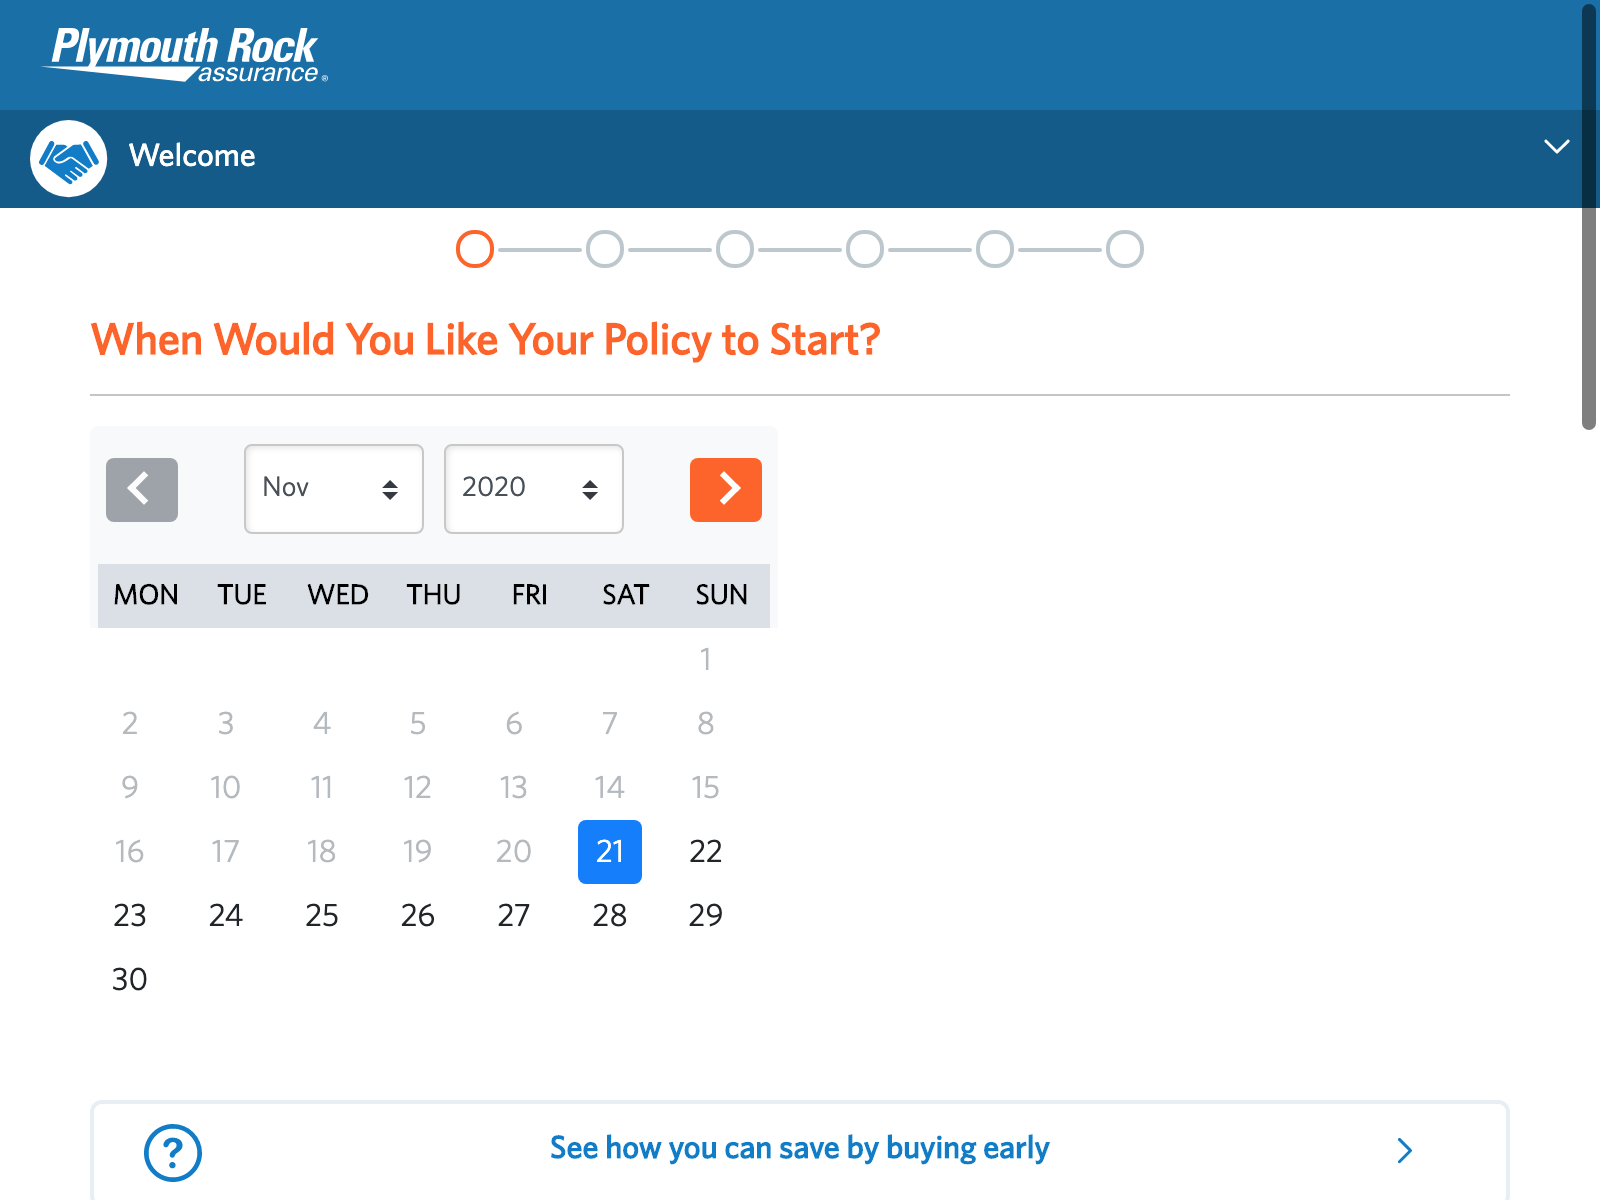 Plymouth Rock
assurance®
Welcome
When Would You Like Your Policy to Start?
Nov 2020
MON TUE WED THU FRI SAT SUN
1
2 3 4 5 6 7 8
9 10 11 12 13 14 15
16 17 18 19 20 21 22
23 24 25 26 27 28 29
30
? See how you can save by buying early